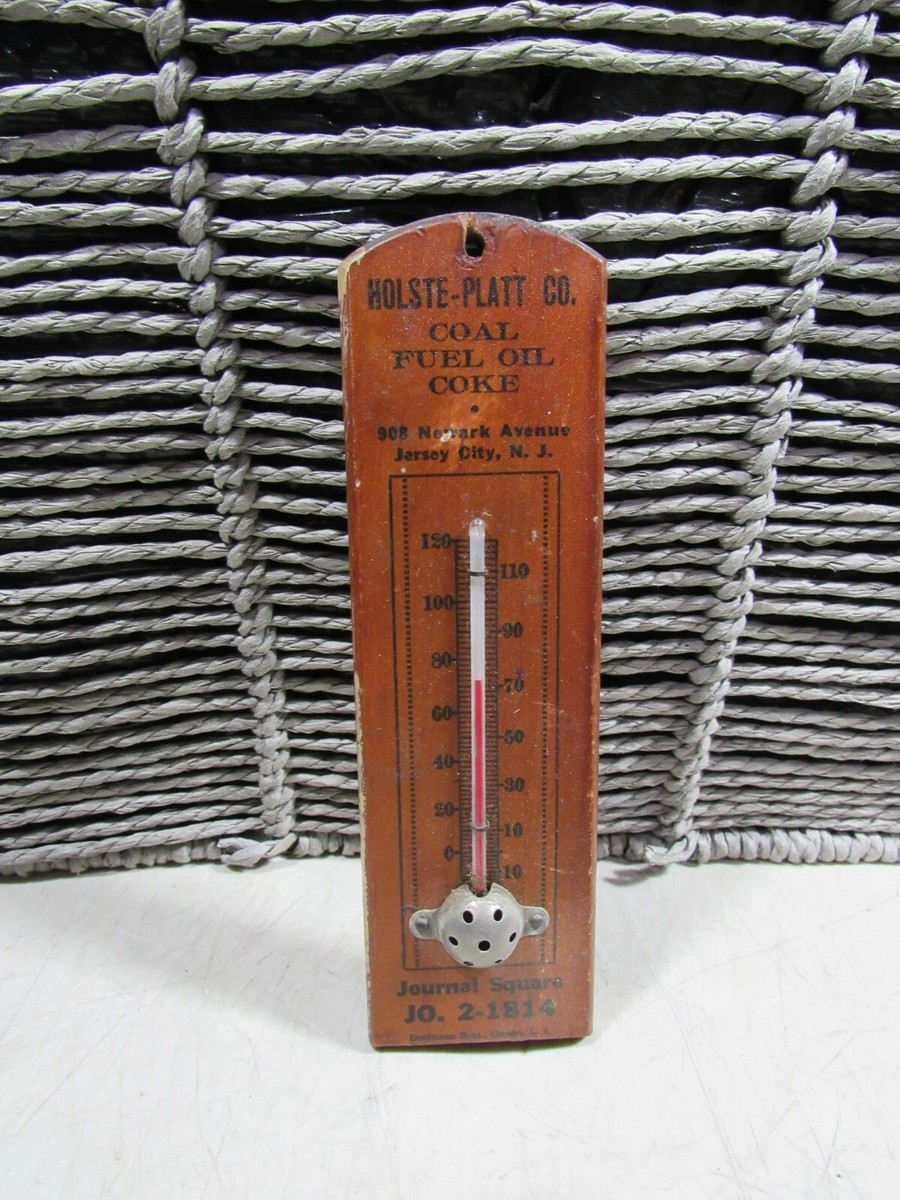 HOLSTE-PLATT CO.
COAL
FUEL OIL
COKE
908 Newark Avenue
Jersey City, N. J.
120
110
100
90
80
70
60
50
40
30
20
10
0
10
Journal Square
JO. 2-1814